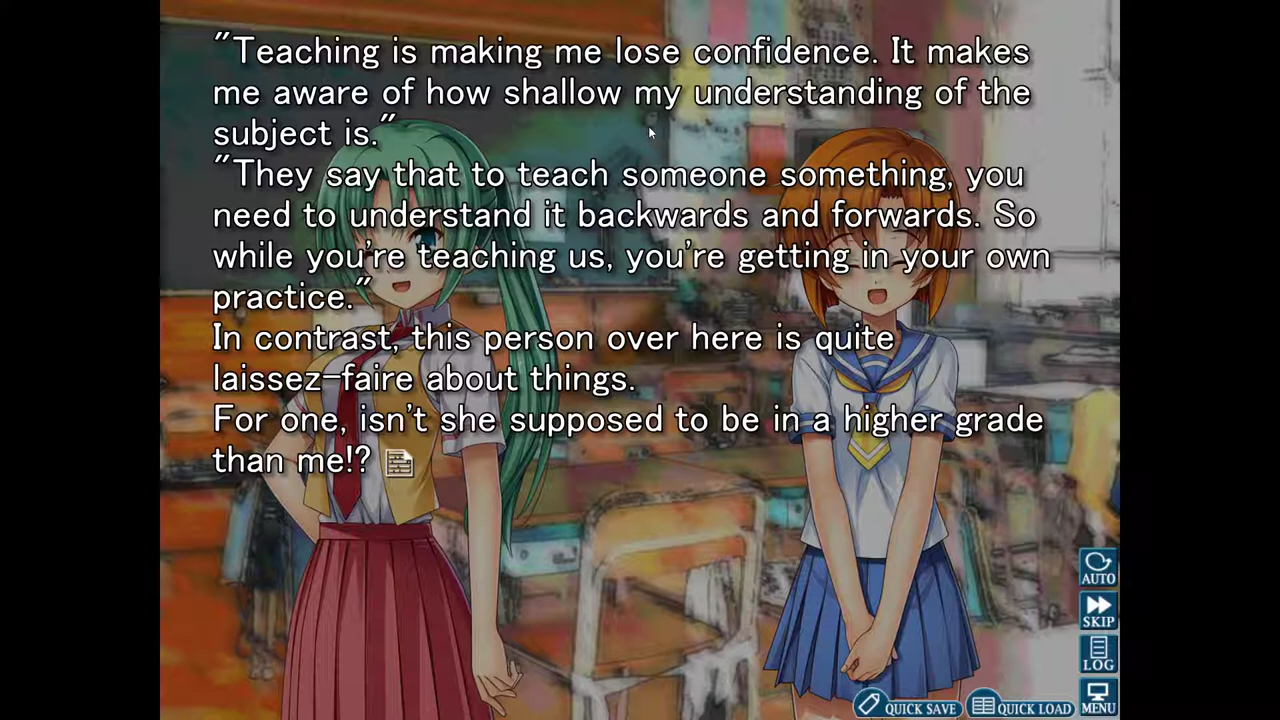 "Teaching is making me lose confidence. It makes
me aware of how shallow my understanding of the
subject is."
"They say that to teach someone something, you
need to understand it backwards and forwards. So
while you're teaching us, you're getting in your own
practice."
In contrast, this person over here is quite
laissez-faire about things.
For one, isn't she supposed to be in a higher grade
than me!?
AUTO
SKIP
LOG
MENU
QUICK SAVE
QUICK LOAD